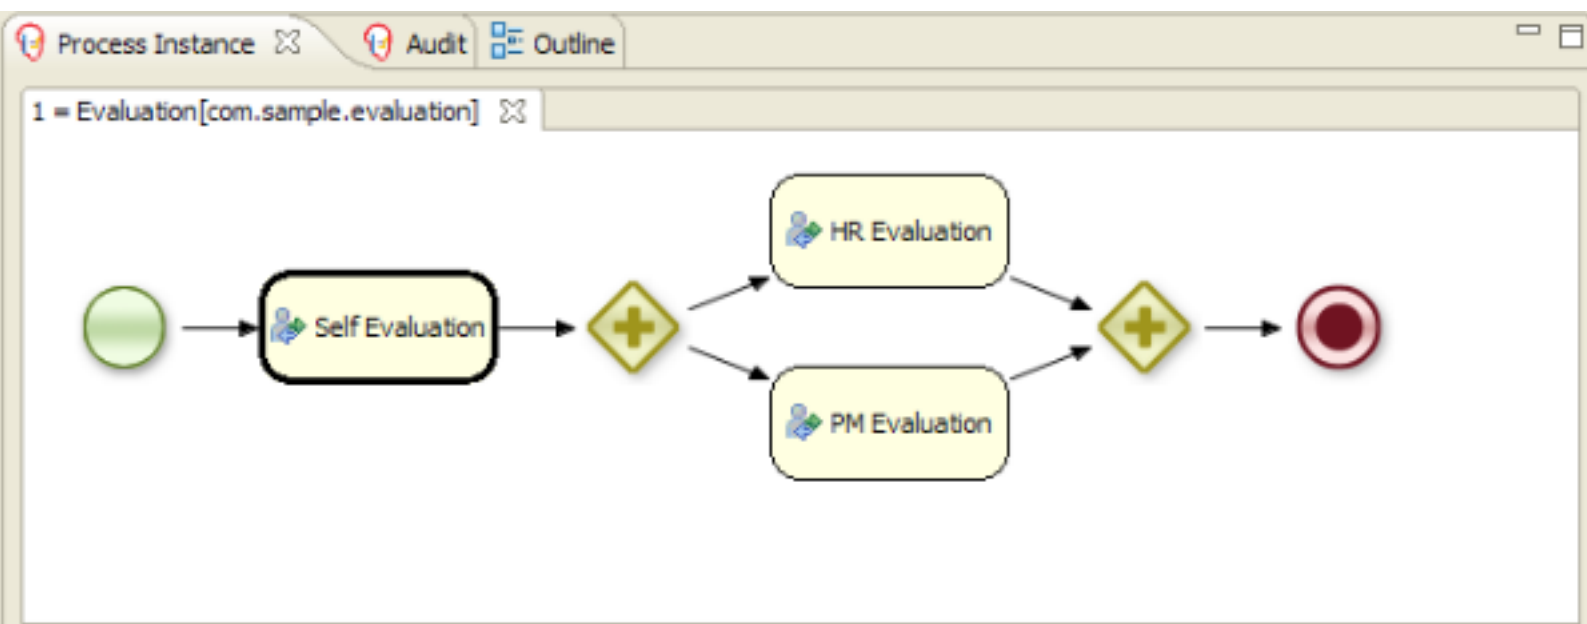 Process Instance Audit Outline
1 = Evaluation[com.sample.evaluation]
HR Evaluation
Self Evaluation
PM Evaluation